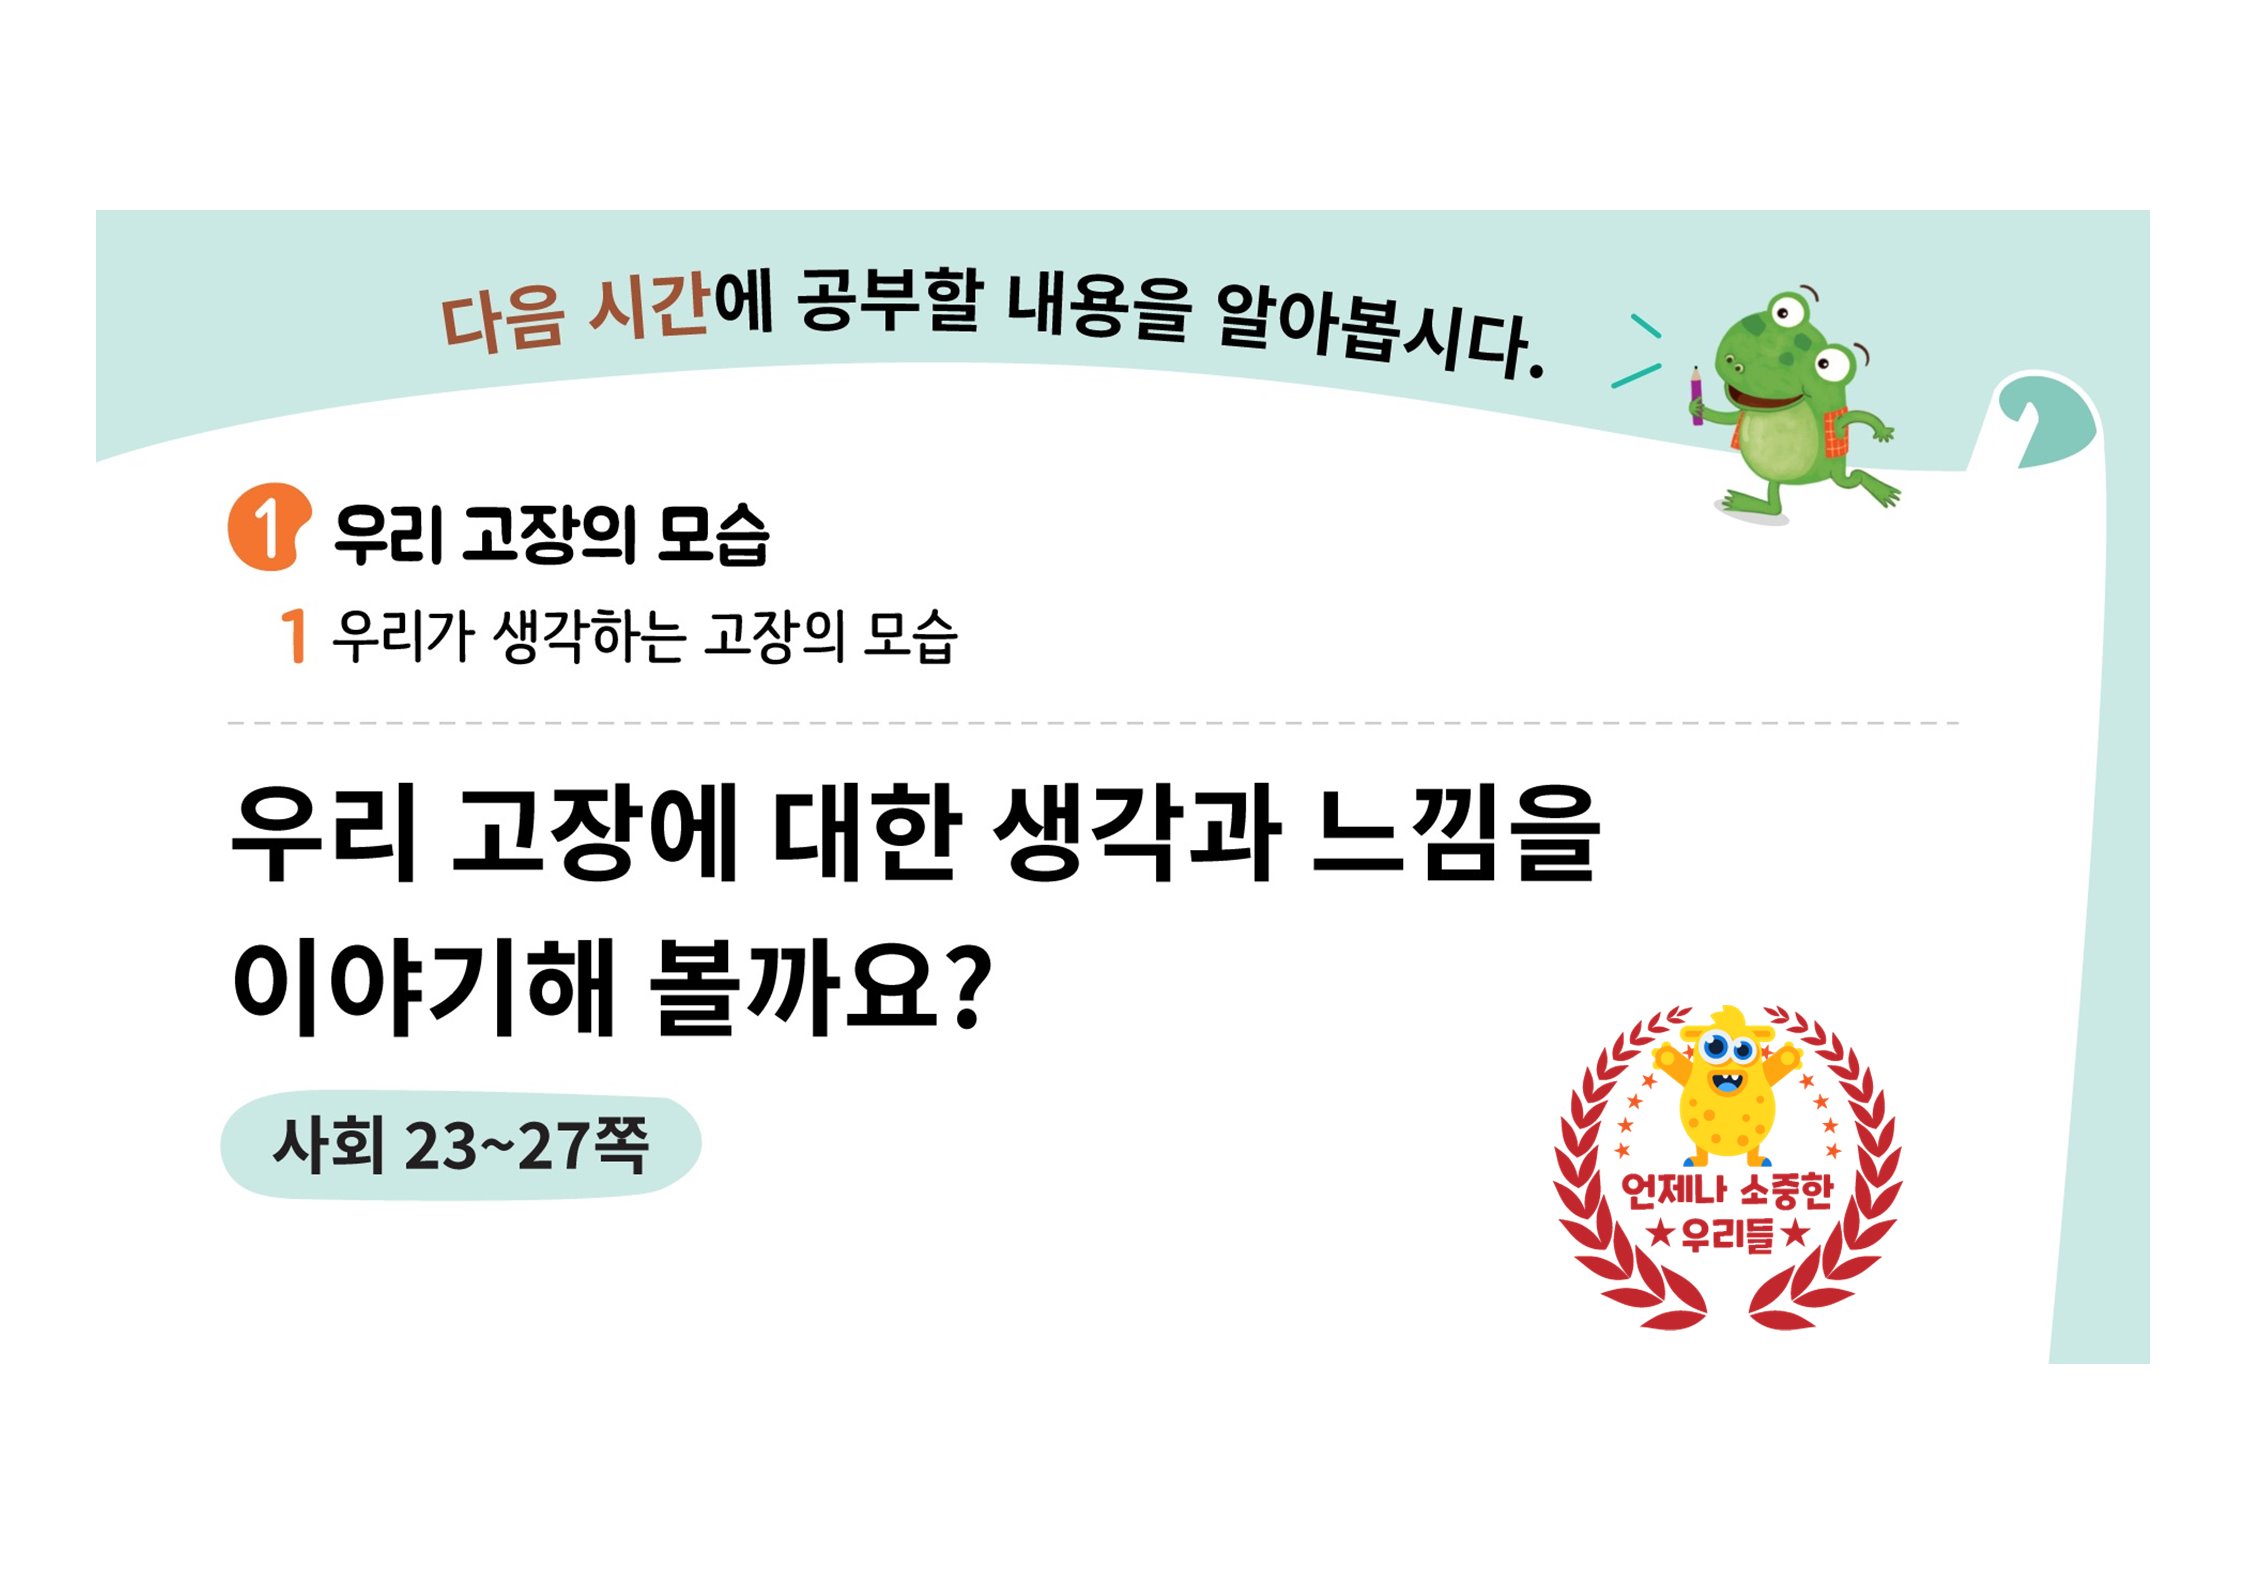 다음 시간에 공부할 내용을 알아봅시다.
1 우리 고장의 모습
1 우리가 생각하는 고장의 모습
우리 고장에 대한 생각과 느낌을
이야기해 볼까요?
사회 23~27쪽
언제나 소중한
★우리들★